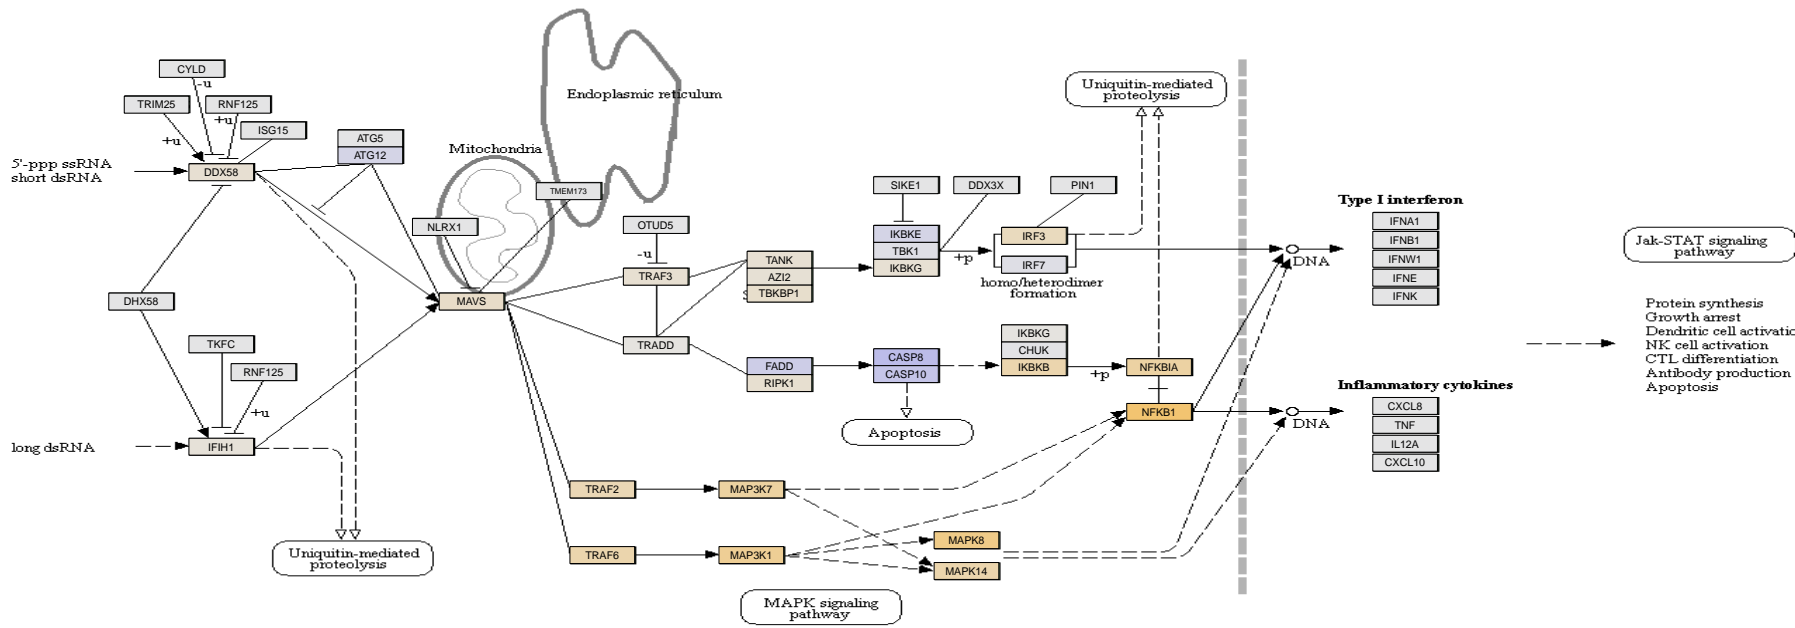 CYLD
-u
TRIM25
RNF125
+u
+u
ISG15
5'-ppp ssRNA
short dsRNA
DDX58
ATG5
ATG12
DHX58
TKFC
RNF125
+u
long dsRNA
IFIH1
Uniquitin-mediated
proteolysis
Endoplasmic reticulum
Mitochondria
TMEM173
NLRX1
MAVS
OTUD5
-u
TRAF3
TRADD
TANK
AZI2
TBKBP1
FADD
RIPK1
TRAF2
MAP3K7
TRAF6
MAP3K1
MAPK8
MAPK14
MAPK signaling
pathway
SIKE1
DDX3X
PIN1
IKBKE
TBK1
IKBKG
+p
IRF3
IRF7
homo/heterodimer
formation
CASP8
CASP10
Apoptosis
IKBKG
CHUK
IKBKB
+p
NFKBIA
NFKB1
Uniquitin-mediated
proteolysis
DNA
DNA
Type I interferon
IFNA1
IFNB1
IFNW1
IFNE
IFNK
Inflammatory cytokines
CXCL8
TNF
IL12A
CXCL10
Jak-STAT signaling
pathway
Protein synthesis
Growth arrest
Dendritic cell activatio
NK cell activation
CTL differentiation
Antibody production
Apoptosis